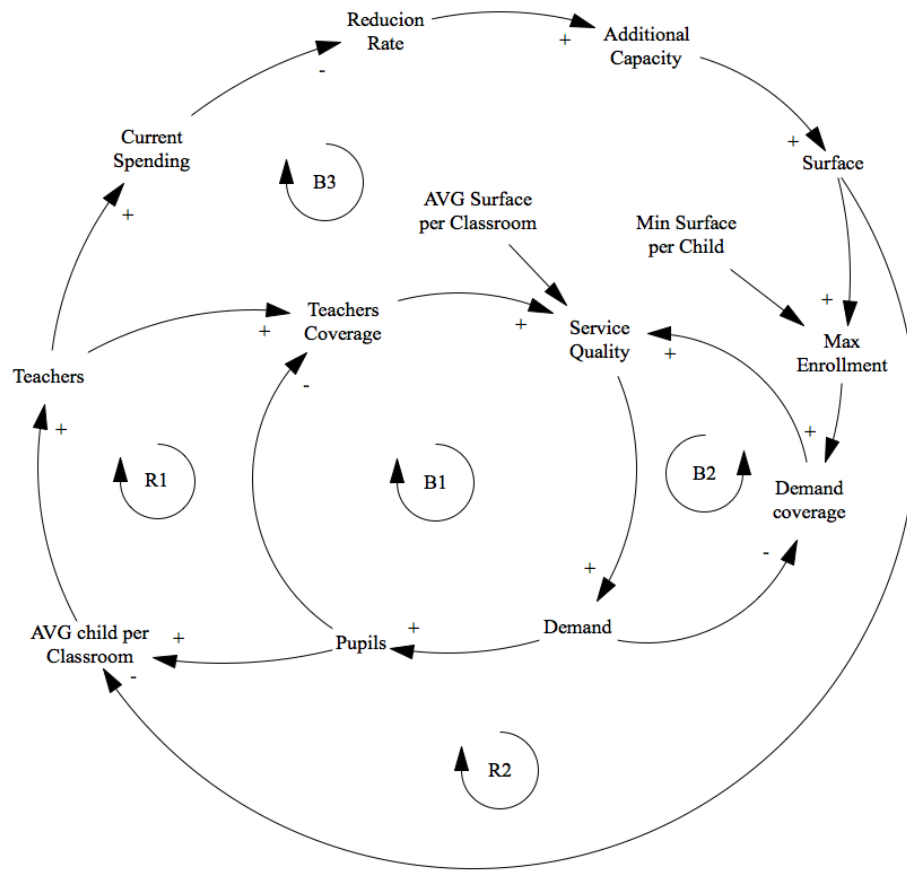 Reducion
Rate
+
Additional
Capacity
-
Current
Spending
+
Surface
B3
AVG Surface
per Classroom
Min Surface
per Child
+
+
Teachers
Coverage
+
+
Service
Quality
+
Max
Enrollment
Teachers
-
+
+
R1
B1
B2
Demand
coverage
-
+
AVG child per
Classroom
+
Pupils
+
Demand
-
R2